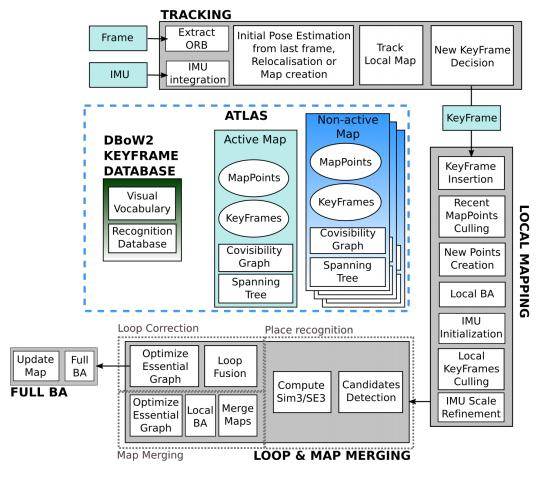 TRACKING
Frame
IMU
Extract
ORB
IMU
integration
Initial Pose Estimation
from last frame,
Relocalisation or
Map creation
Track
Local Map
New KeyFrame
Decision
KeyFrame
ATLAS
DBoW2
KEYFRAME
DATABASE
Visual
Vocabulary
Recognition
Database
Active Map
MapPoints
KeyFrames
Covisibility
Graph
Spanning
Tree
Non-active
Map
MapPoints
KeyFrames
Covisibility
Graph
Spanning
Tree
LOCAL MAPPING
KeyFrame
Insertion
Recent
MapPoints
Culling
New Points
Creation
Local BA
IMU
Initialization
Local
KeyFrames
Culling
IMU Scale
Refinement
Loop Correction
Place recognition
Optimize
Essential
Graph
Loop
Fusion
Compute
Sim3/SE3
Candidates
Detection
Optimize
Essential
Graph
Local
BA
Merge
Maps
Map Merging
LOOP & MAP MERGING
Update
Map
Full
BA
FULL BA